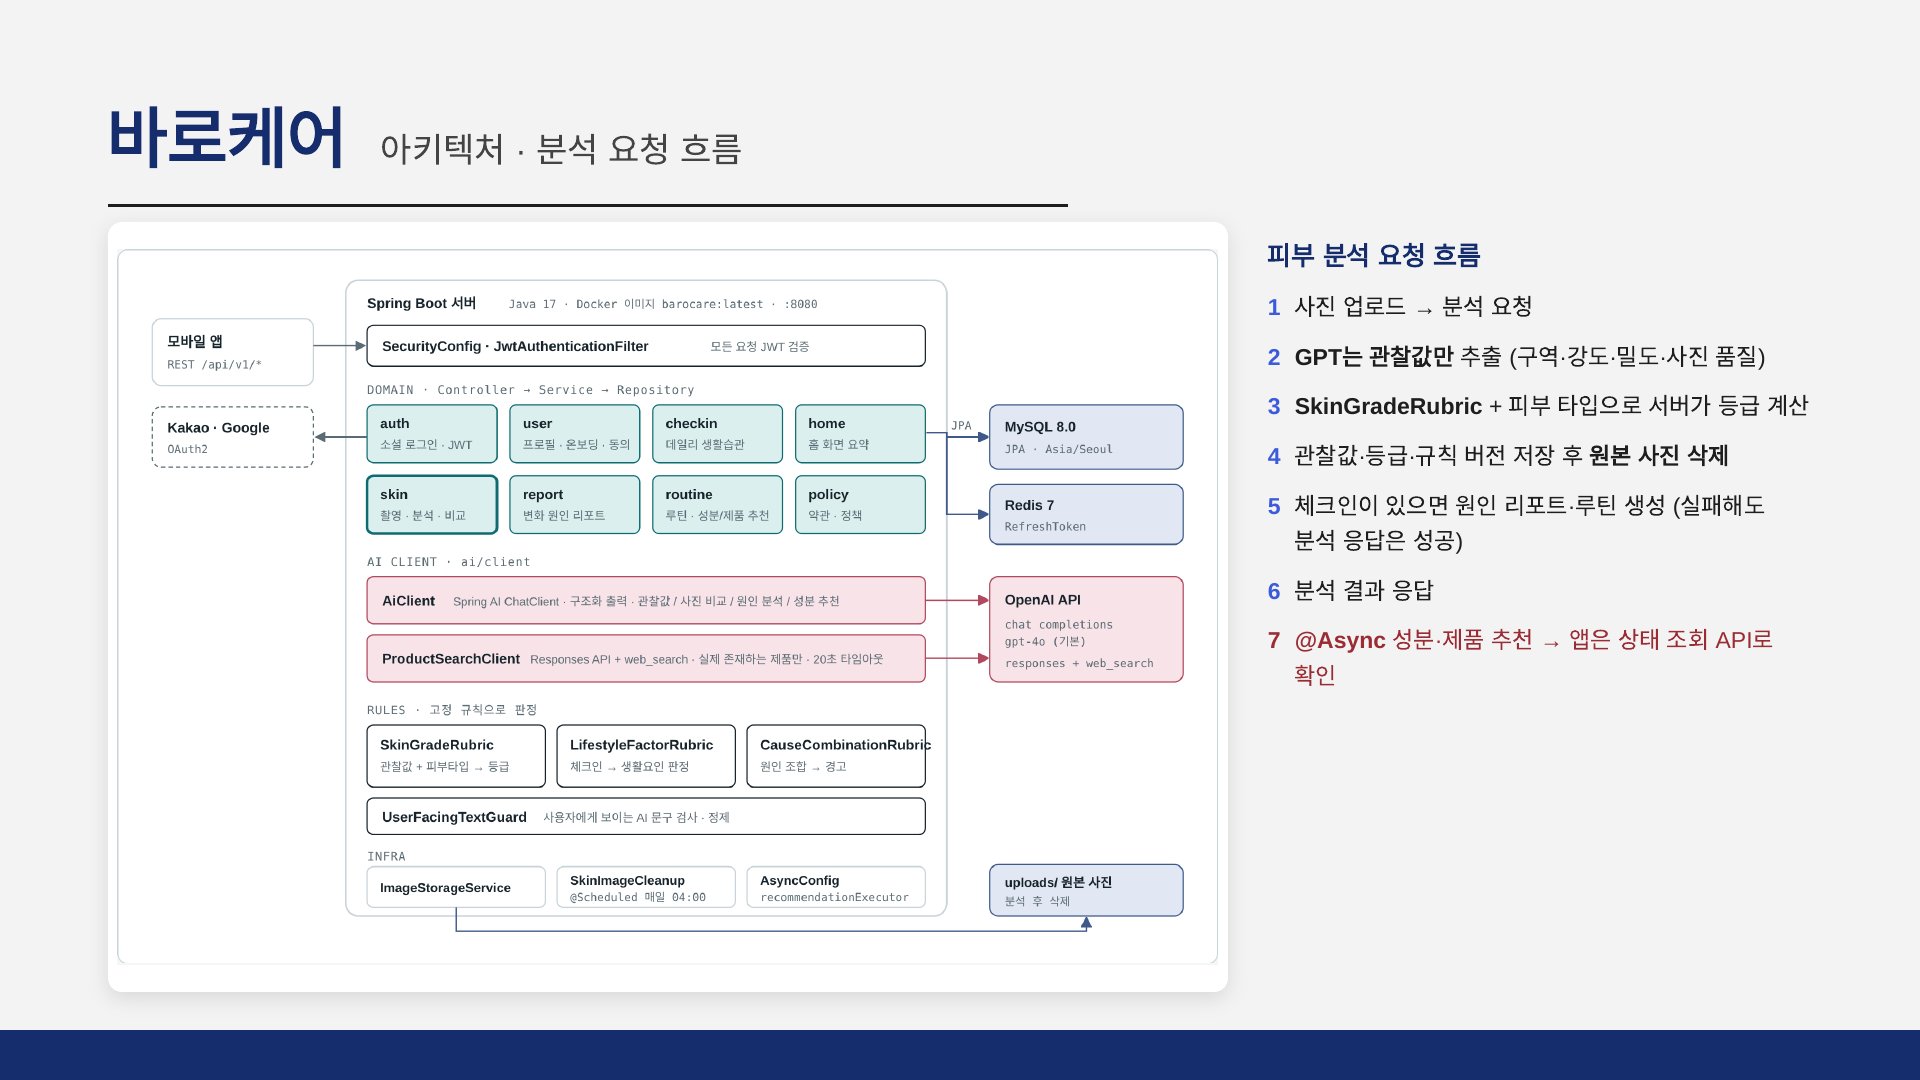 바로케어 아키텍처 · 분석 요청 흐름
Spring Boot 서버 Java 17 · Docker 이미지 barocare:latest · :8080
모바일 앱
REST /api/v1/*
SecurityConfig · JwtAuthenticationFilter 모든 요청 JWT 검증
Kakao · Google
OAuth2
DOMAIN · Controller → Service → Repository
auth
소셜 로그인 · JWT
user
프로필 · 온보딩 · 동의
checkin
데일리 생활습관
home
홈 화면 요약
skin
촬영 · 분석 · 비교
report
변화 원인 리포트
routine
루틴 · 성분/제품 추천
policy
약관 · 정책
JPA
MySQL 8.0
JPA · Asia/Seoul
Redis 7
RefreshToken
AI CLIENT · ai/client
AiClient Spring AI ChatClient · 구조화 출력 · 관찰값 / 사진 비교 / 원인 분석 / 성분 추천
ProductSearchClient Responses API + web_search · 실제 존재하는 제품만 · 20초 타임아웃
OpenAI API
chat completions
gpt-4o (기본)
responses + web_search
RULES · 고정 규칙으로 판정
SkinGradeRubric
관찰값 + 피부타입 → 등급
LifestyleFactorRubric
체크인 → 생활요인 판정
CauseCombinationRubric
원인 조합 → 경고
UserFacingTextGuard 사용자에게 보이는 AI 문구 검사 · 정제
INFRA
ImageStorageService
SkinImageCleanup
@Scheduled 매일 04:00
AsyncConfig
recommendationExecutor
uploads/ 원본 사진
분석 후 삭제
피부 분석 요청 흐름
1 사진 업로드 → 분석 요청
2 GPT는 관찰값만 추출 (구역·강도·밀도·사진 품질)
3 SkinGradeRubric + 피부 타입으로 서버가 등급 계산
4 관찰값·등급·규칙 버전 저장 후 원본 사진 삭제
5 체크인이 있으면 원인 리포트·루틴 생성 (실패해도
분석 응답은 성공)
6 분석 결과 응답
7 @Async 성분·제품 추천 → 앱은 상태 조회 API로
확인